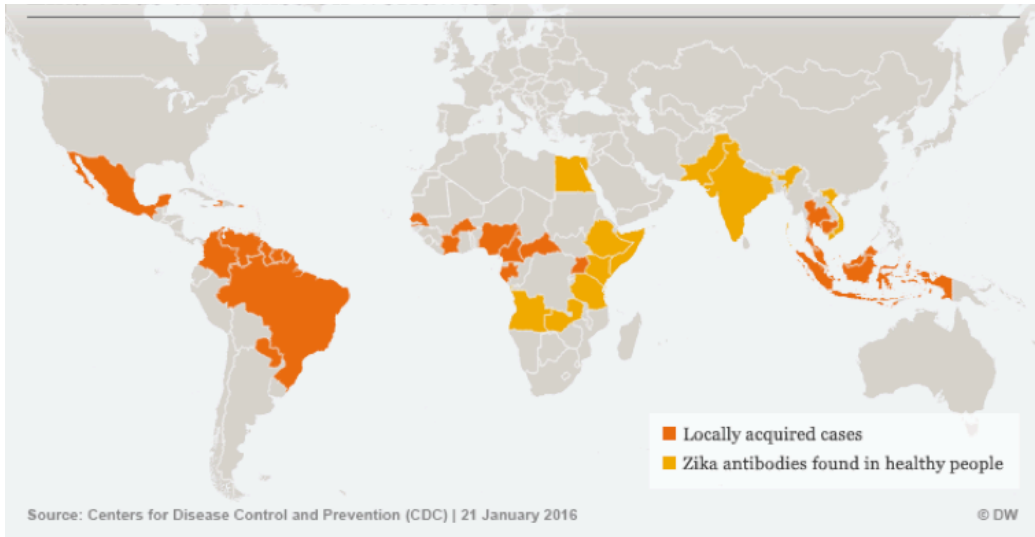 Locally acquired cases
Zika antibodies found in healthy people
Source: Centers for Disease Control and Prevention (CDC) | 21 January 2016
© DW